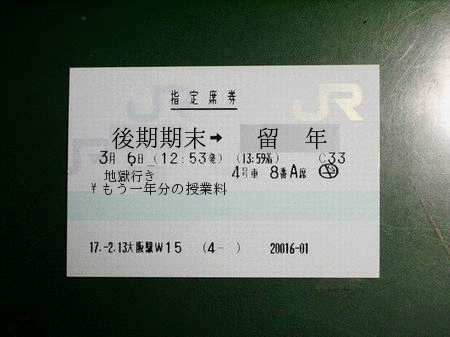 指定席券
JR
後期期末➡留年
3月 6日 (12:53発) (13:59着) C33
地獄行き 4号車 8番A席
¥もう一年分の授業料
17.-2.13大阪駅W15 (4- ) 20016-01